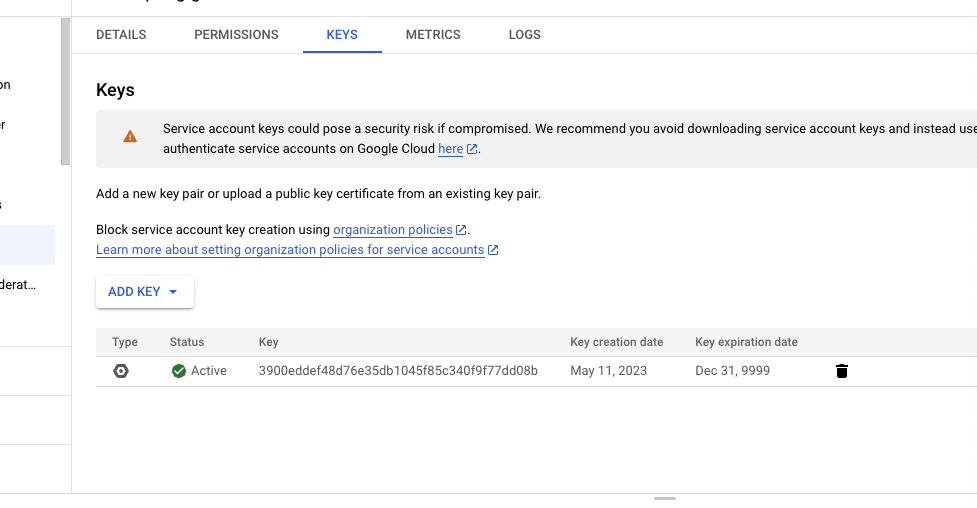 DETAILS PERMISSIONS KEYS METRICS LOGS
on
er
s
derat...
Keys
Service account keys could pose a security risk if compromised. We recommend you avoid downloading service account keys and instead use
authenticate service accounts on Google Cloud here.
Add a new key pair or upload a public key certificate from an existing key pair.
Block service account key creation using organization policies.
Learn more about setting organization policies for service accounts
ADD KEY
Type Status Key Key creation date Key expiration date
Active 3900eddef48d76e35db1045f85c340f9f77dd08b May 11, 2023 Dec 31, 9999